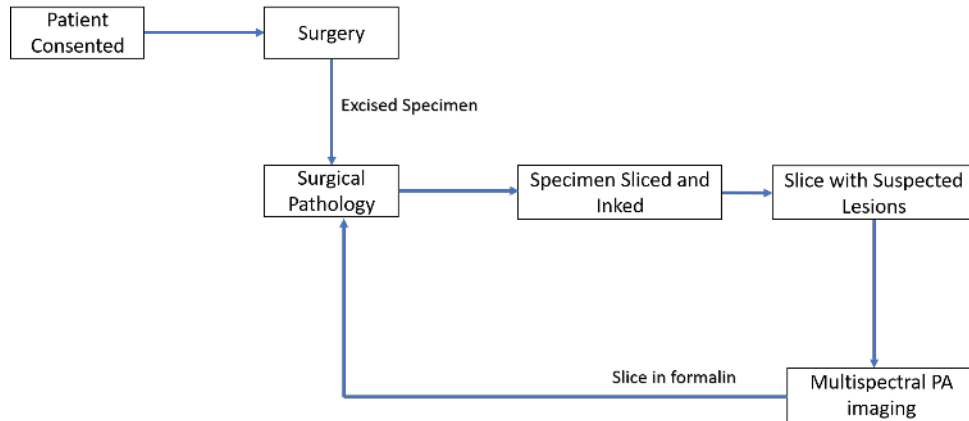 Patient
Consented
Surgery
Excised Specimen
Surgical
Pathology
Specimen Sliced and
Inked
Slice with Suspected
Lesions
Slice in formalin
Multispectral PA
imaging